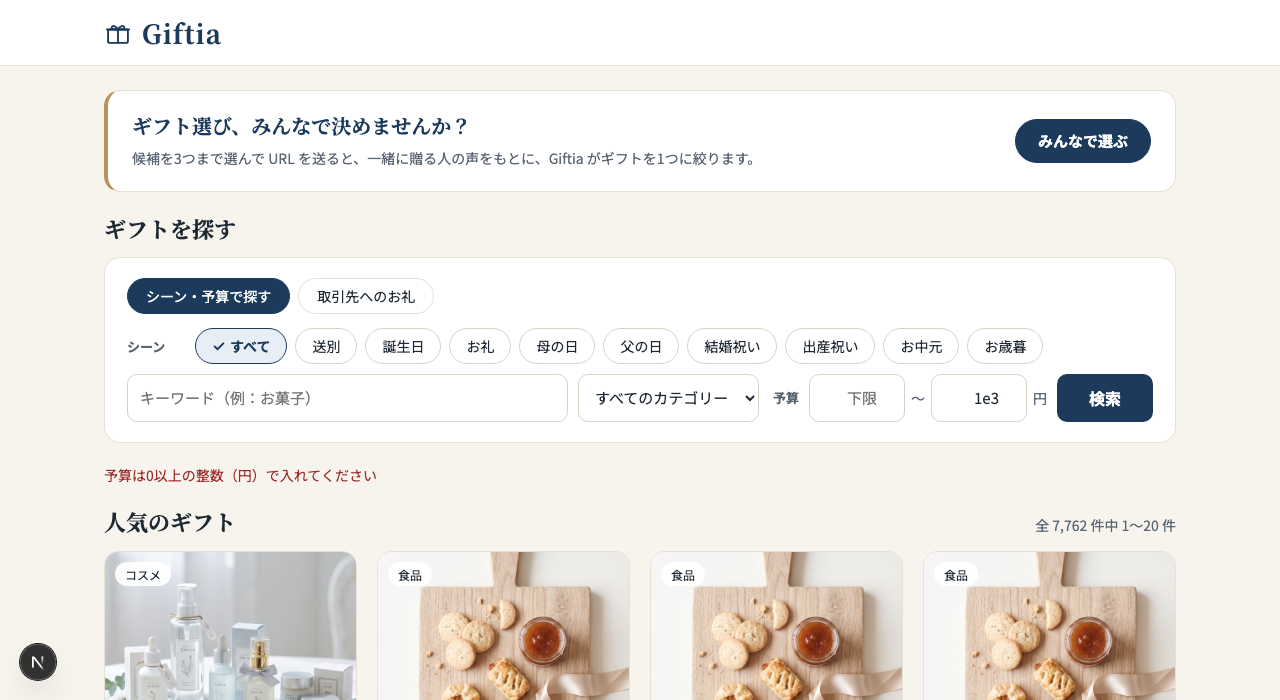 Giftia
ギフト選び、みんなで決めませんか？
候補を3つまで選んで URL を送ると、一緒に贈る人の声をもとに、Giftia がギフトを1つに絞ります。
みんなで選ぶ
ギフトを探す
シーン・予算で探す 取引先へのお礼
シーン すべて 送別 誕生日 お礼 母の日 父の日 結婚祝い 出産祝い お中元 お歳暮
キーワード（例：お菓子） すべてのカテゴリー 予算 下限 〜 1e3 円 検索
予算は0以上の整数（円）で入れてください
人気のギフト 全 7,762 件中 1〜20 件
コスメ 食品 食品 食品
N